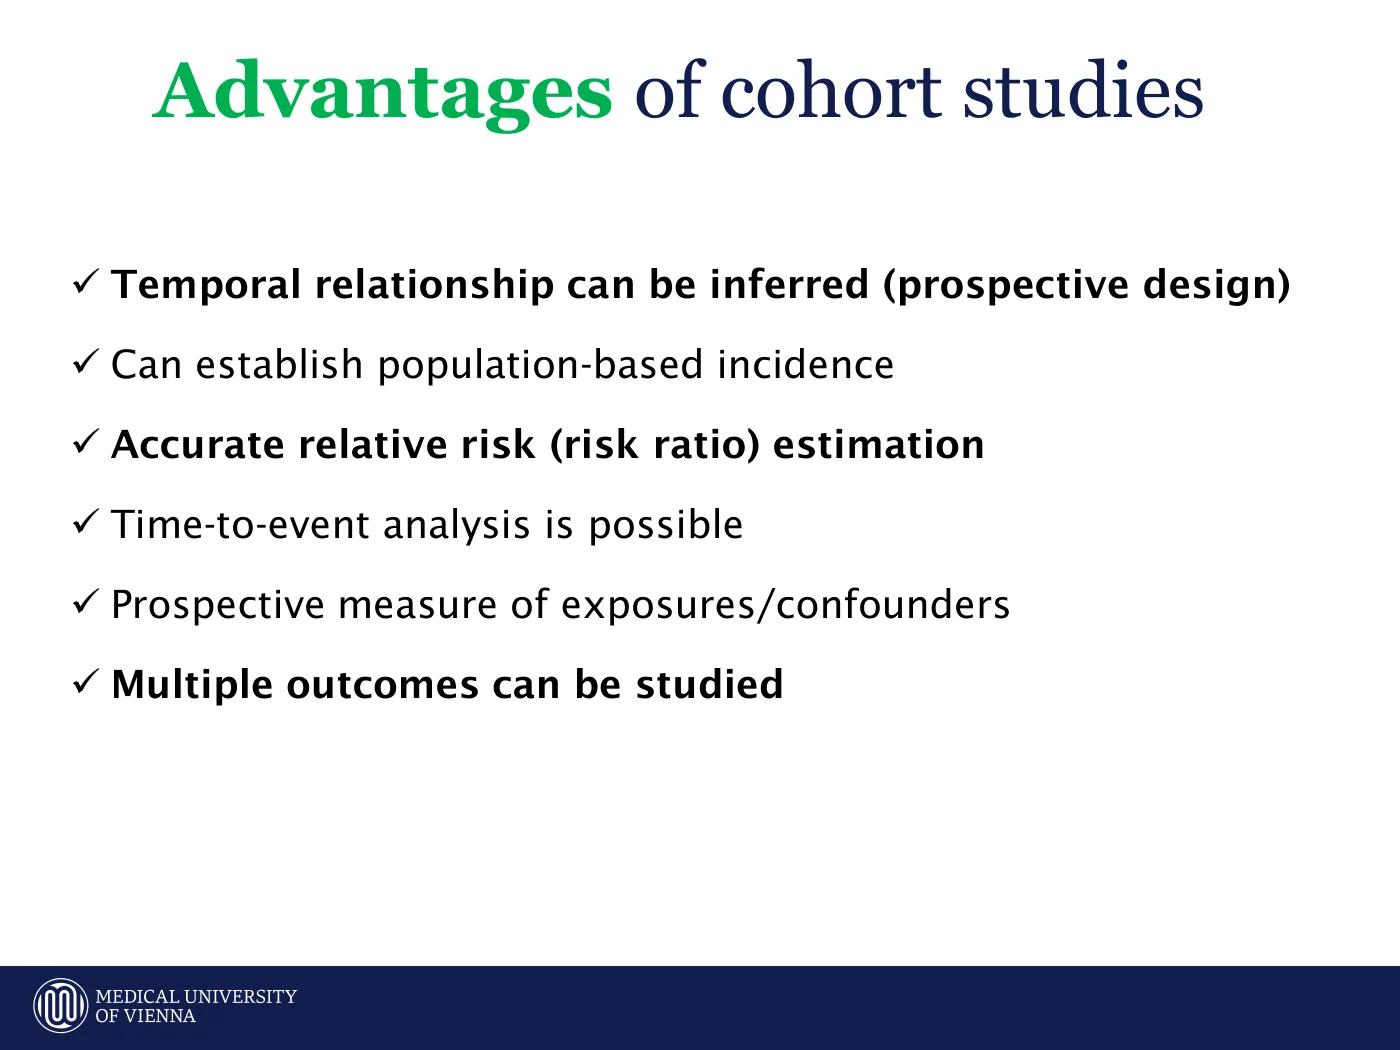 Advantages of cohort studies
✓ Temporal relationship can be inferred (prospective design)
✓ Can establish population-based incidence
✓ Accurate relative risk (risk ratio) estimation
✓ Time-to-event analysis is possible
✓ Prospective measure of exposures/confounders
✓ Multiple outcomes can be studied
MEDICAL UNIVERSITY
OF VIENNA